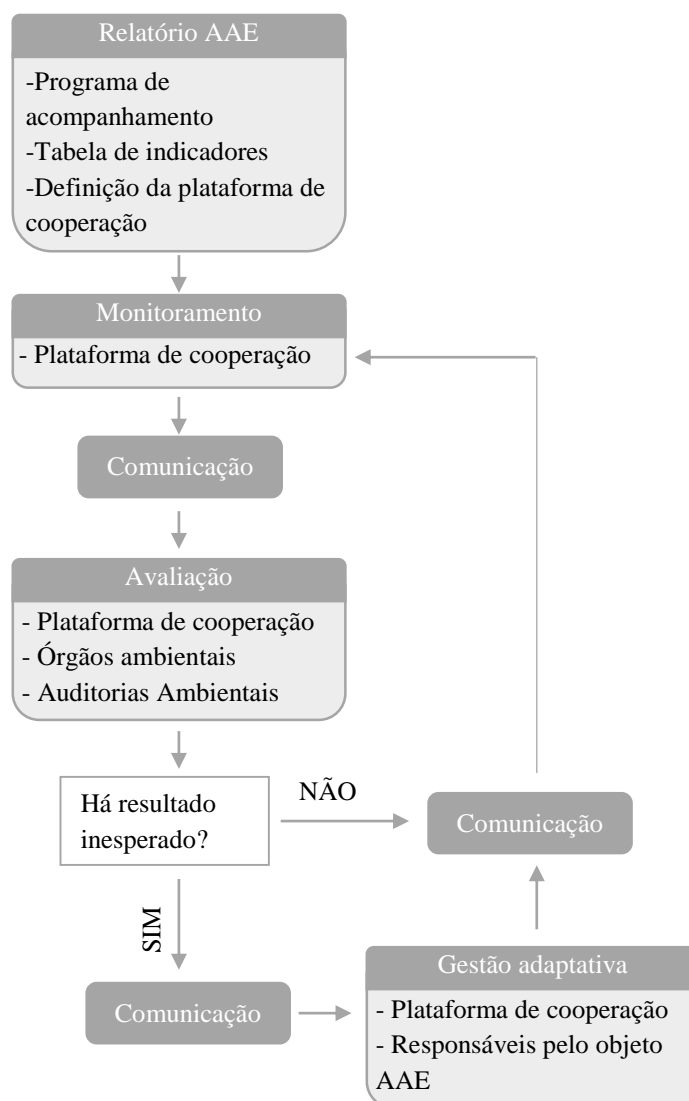 Relatório AAE
-Programa de
acompanhamento
-Tabela de indicadores
-Definição da plataforma de
cooperação
Monitoramento
- Plataforma de cooperação
Comunicação
Avaliação
- Plataforma de cooperação
- Órgãos ambientais
- Auditorias Ambientais
Há resultado
inesperado?
NÃO
Comunicação
SIM
Comunicação
Gestão adaptativa
- Plataforma de cooperação
- Responsáveis pelo objeto
AAE